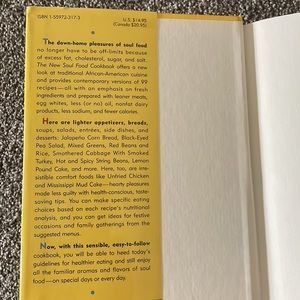 ISBN 1-55972-317-3
U.S. $14.95
(Canada $20.95)
The down-home pleasures of soul food
no longer have to be off-limits because
of excess fat, cholesterol, sugar, and salt.
The New Soul Food Cookbook offers a new
look at traditional African-American cuisine
and provides contemporary versions of 99
recipes—all with an emphasis on fresh
ingredients and prepared with leaner meats,
egg whites, less (or no) oil, nonfat dairy
products, less sodium, and fewer calories.
Here are lighter appetizers, breads,
soups, salads, entrées, side dishes, and
desserts: Jalapeño Corn Bread, Black-Eyed
Pea Salad, Mixed Greens, Red Beans and
Rice, Smothered Cabbage With Smoked
Turkey, Hot and Spicy String Beans, Lemon
Pound Cake, and more. Here, too, are irre-
sistible comfort foods like Unfried Chicken
and Mississippi Mud Cake—hearty pleasures
made less guilty with health-conscious, taste-
saving tips. You can make specific eating
choices based on each recipe's nutritional
analysis, and you can get ideas for festive
occasions and family gatherings from the
suggested menus.
Now, with this sensible, easy-to-follow
cookbook, you will be able to heed today's
guidelines for healthier eating and still enjoy
all the familiar aromas and flavors of soul
food—on special days or every day.